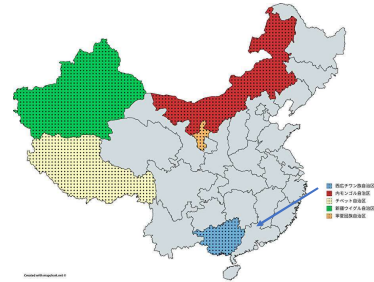 西広チワン族自治区
内モンゴル自治区
チベット自治区
新疆ウイグル自治区
寧夏回族自治区
Created with mapchart.net ©